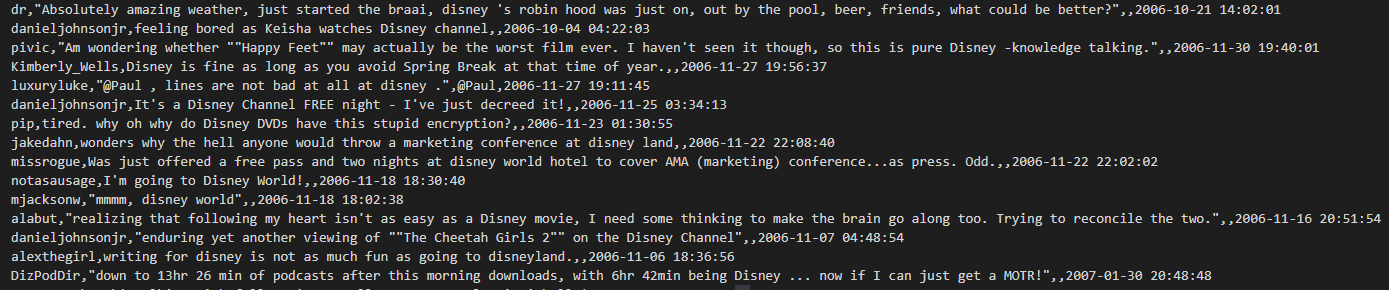 dr,"Absolutely amazing weather, just started the braai, disney 's robin hood was just on, out by the pool, beer, friends, what could be better?",,2006-10-21 14:02:01
danieljohnsonjr,feeling bored as Keisha watches Disney channel,,2006-10-04 04:22:03
pivic,"Am wondering whether ""Happy Feet"" may actually be the worst film ever. I haven't seen it though, so this is pure Disney -knowledge talking.",,2006-11-30 19:40:01
Kimberly_Wells,Disney is fine as long as you avoid Spring Break at that time of year.,,2006-11-27 19:56:37
luxuryluke,"@Paul , lines are not bad at all at disney .",@Paul,2006-11-27 19:11:45
danieljohnsonjr,It's a Disney Channel FREE night - I've just decreed it!,,2006-11-25 03:34:13
pip,tired. why oh why do Disney DVDs have this stupid encryption?,,2006-11-23 01:30:55
jakedahn,wonders why the hell anyone would throw a marketing conference at disney land,,2006-11-22 22:08:40
missrogue,Was just offered a free pass and two nights at disney world hotel to cover AMA (marketing) conference...as press. Odd.,,2006-11-22 22:02:02
notasausage,I'm going to Disney World!,,2006-11-18 18:30:40
mjacksonw,"mmmm, disney world",,2006-11-18 18:02:38
alabut,"realizing that following my heart isn't as easy as a Disney movie, I need some thinking to make the brain go along too. Trying to reconcile the two.",,2006-11-16 20:51:54
danieljohnsonjr,"enduring yet another viewing of ""The Cheetah Girls 2"" on the Disney Channel",,2006-11-07 04:48:54
alexthegirl,writing for disney is not as much fun as going to disneyland.,,2006-11-06 18:36:56
DizPodDir,"down to 13hr 26 min of podcasts after this morning downloads, with 6hr 42min being Disney ... now if I can just get a MOTR!",,2007-01-30 20:48:48